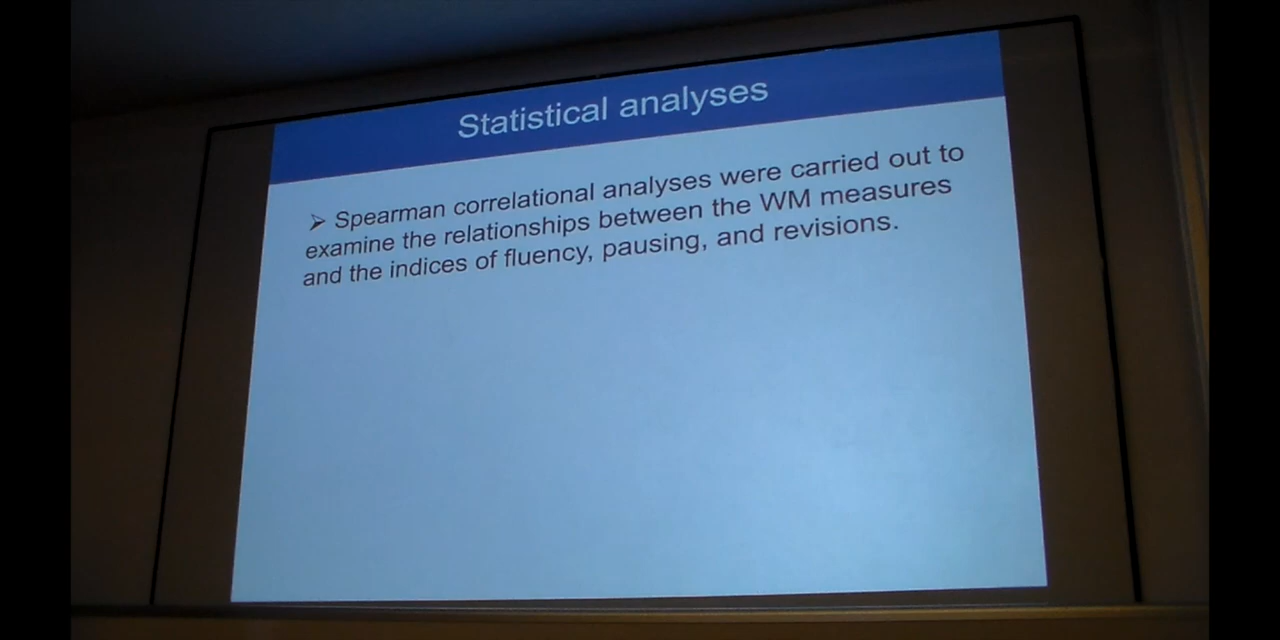 Statistical analyses
➢ Spearman correlational analyses were carried out to
examine the relationships between the WM measures
and the indices of fluency, pausing, and revisions.